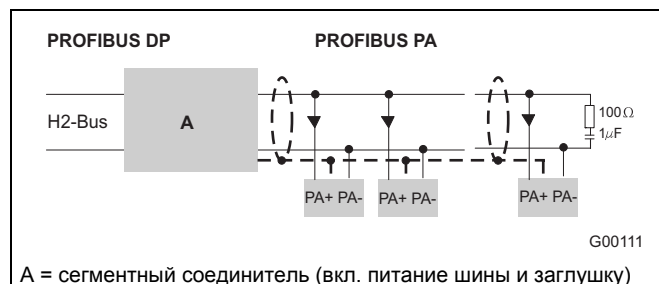 PROFIBUS DP PROFIBUS PA
H2-Bus A 100Ω
1µF
PA+ PA- PA+ PA- PA+ PA-
G00111
A = сегментный соединитель (вкл. питание шины и заглушку)